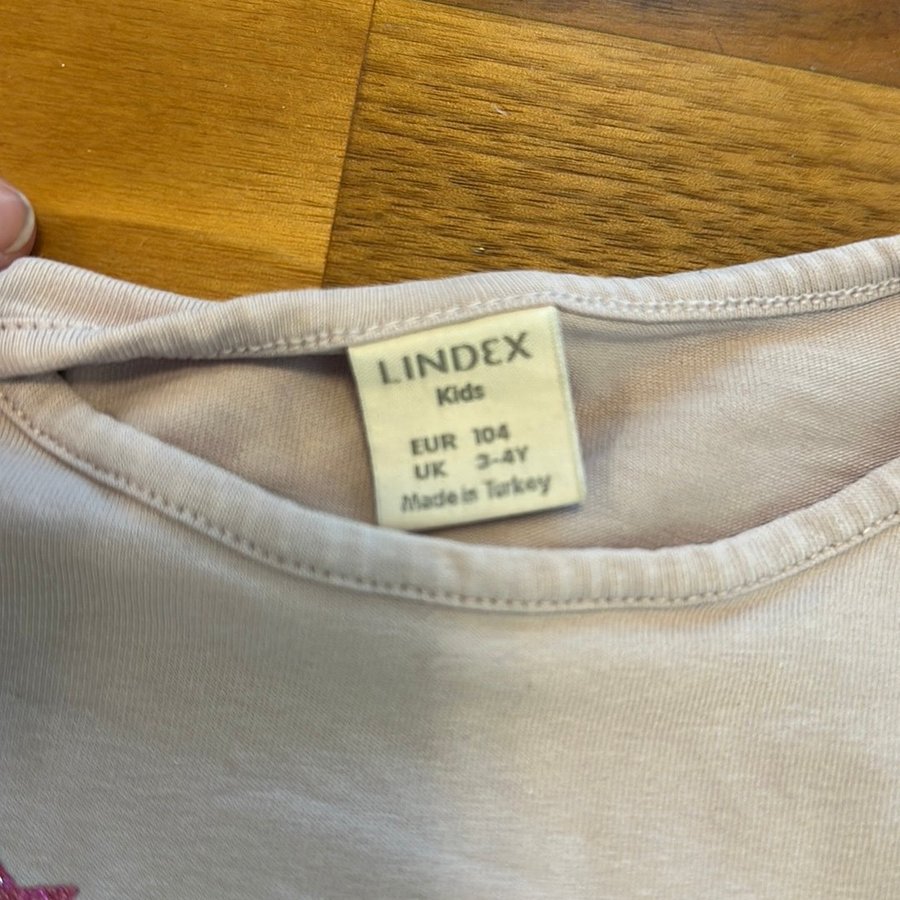 LINDEX
Kids
EUR 104
UK 3-4Y
Made in Turkey